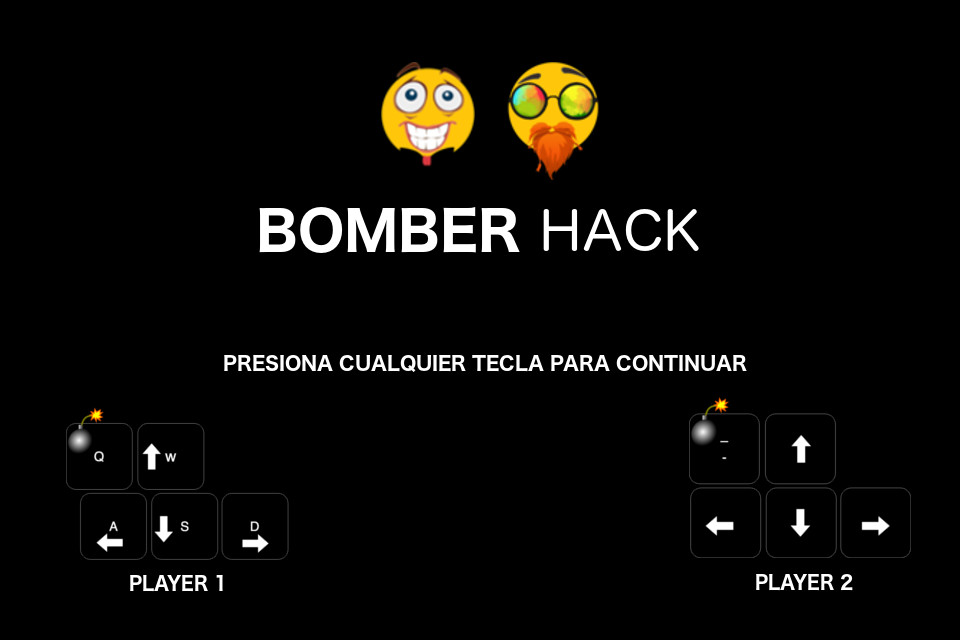 BOMBER HACK
PRESIONA CUALQUIER TECLA PARA CONTINUAR
Q W
A S D
PLAYER 1
_
-
PLAYER 2